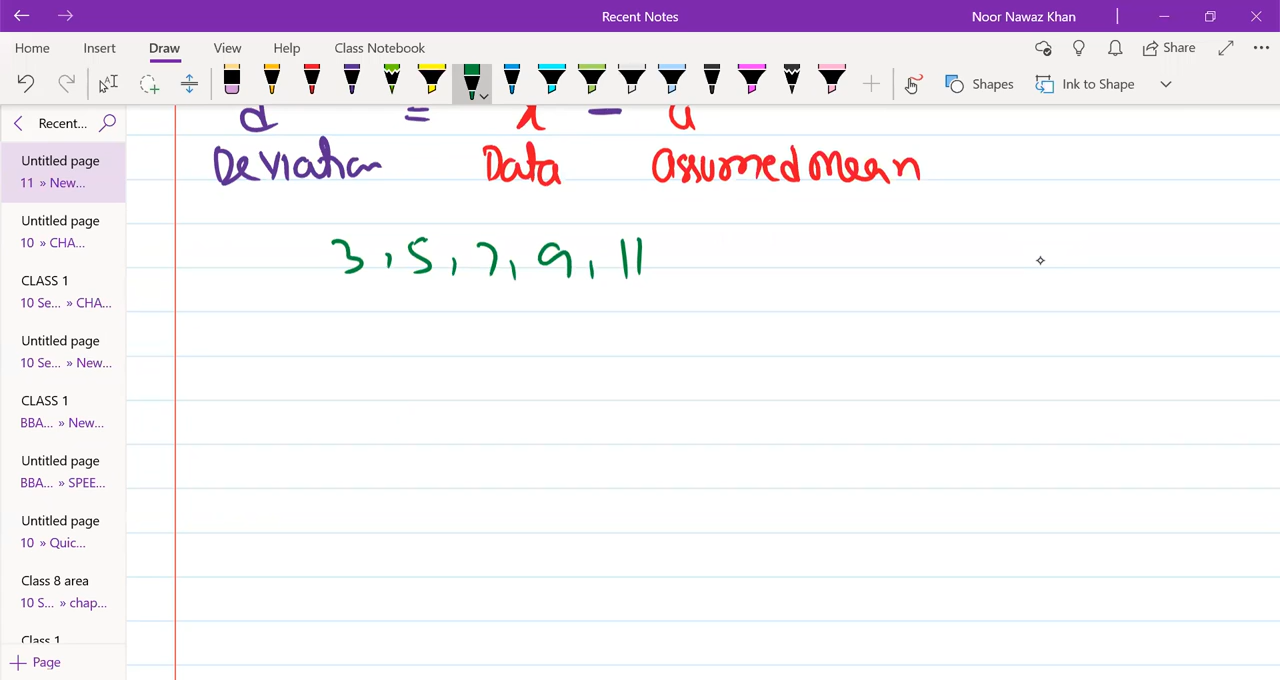 Recent Notes
Noor Nawaz Khan
Home Insert Draw View Help Class Notebook Share
Shapes Ink to Shape
Recent...
Untitled page
11 » New...
Untitled page
10 » CHA...
CLASS 1
10 Se... » CHA...
Untitled page
10 Se... » New...
CLASS 1
BBA... » New...
Untitled page
BBA... » SPEE...
Untitled page
10 » Quic...
Class 8 area
10 S... » chap...
Class 1
Page
d = x - a
Deviation Data Assumed Mean
3, 5, 7, 9, 11